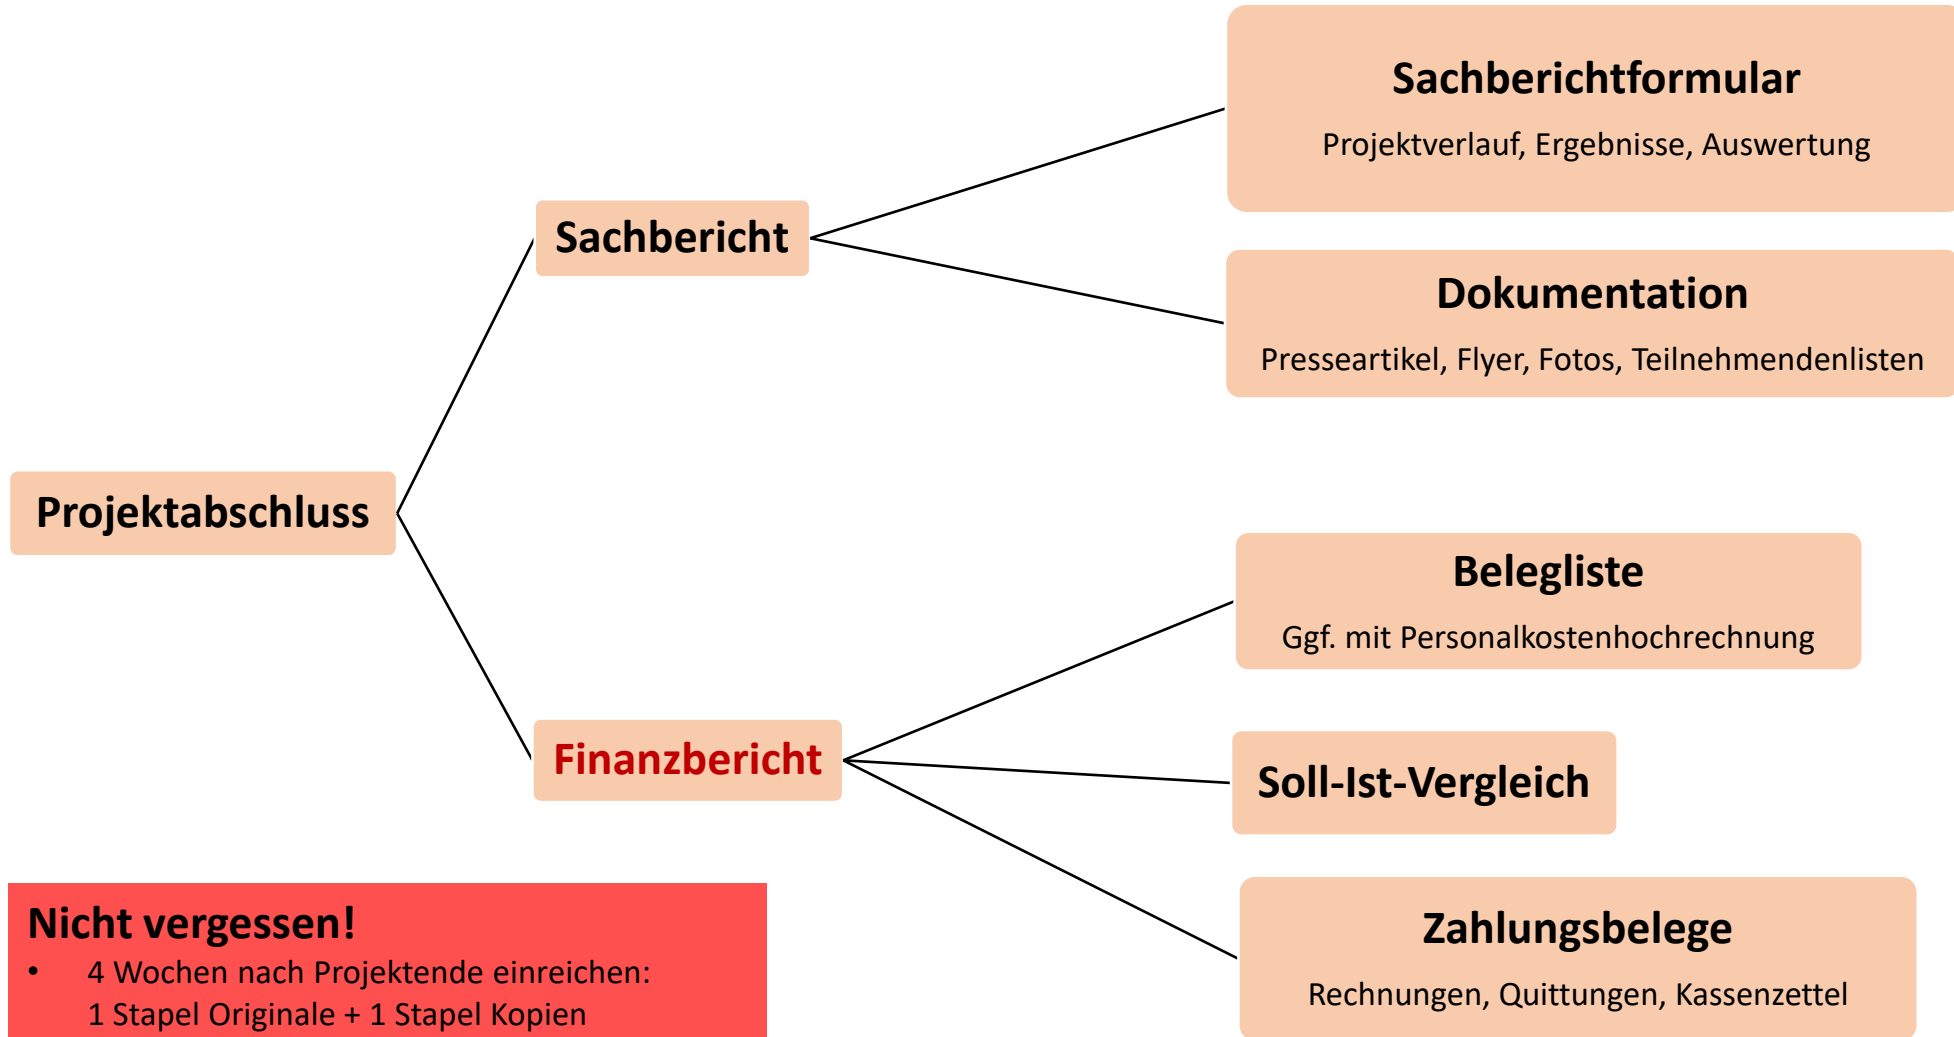 Sachberichtformular
Projektverlauf, Ergebnisse, Auswertung
Sachbericht
Dokumentation
Presseartikel, Flyer, Fotos, Teilnehmendenlisten
Projektabschluss
Belegliste
Ggf. mit Personalkostenhochrechnung
Finanzbericht
Soll-Ist-Vergleich
Zahlungsbelege
Rechnungen, Quittungen, Kassenzettel
Nicht vergessen!
• 4 Wochen nach Projektende einreichen:
1 Stapel Originale + 1 Stapel Kopien